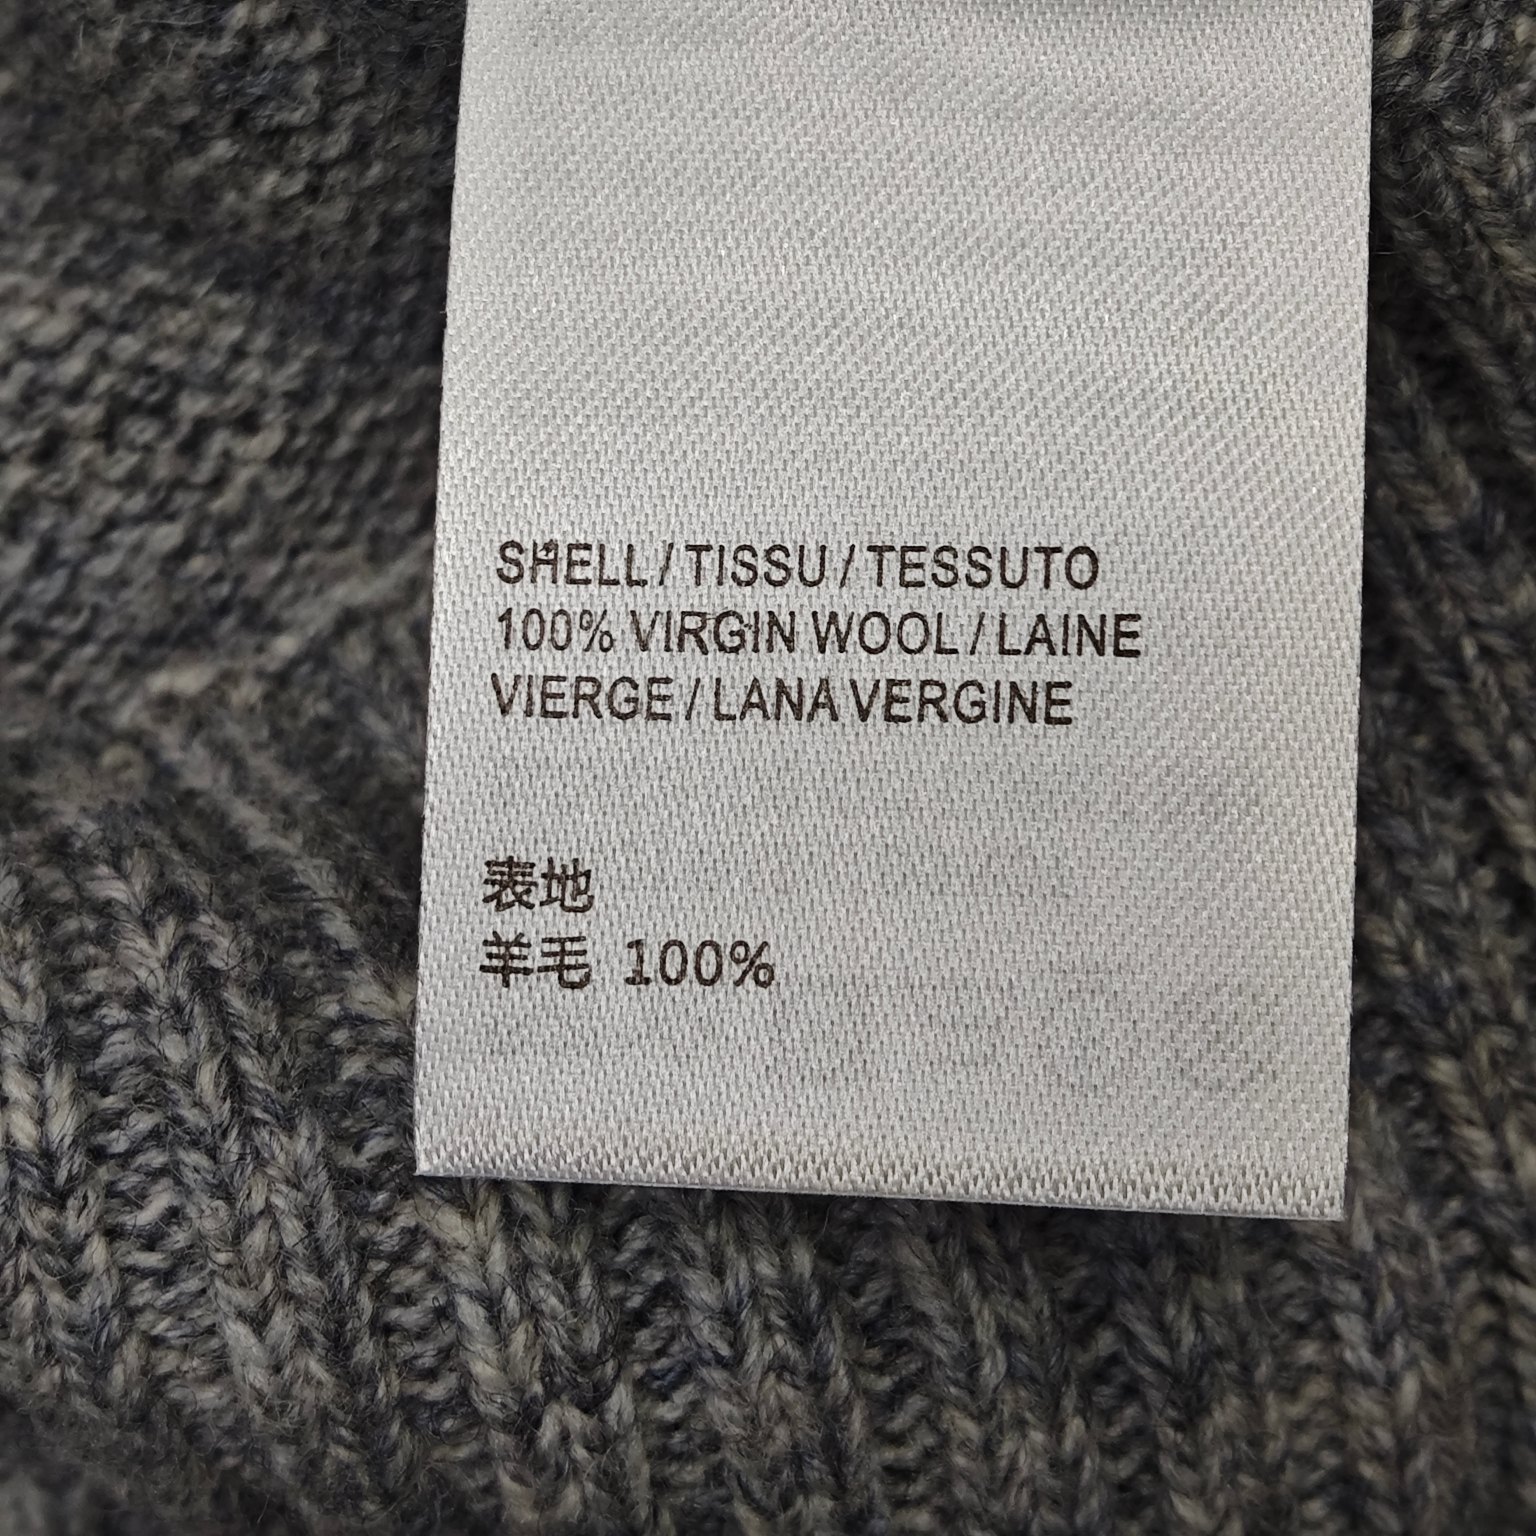 SHELL / TISSU / TESSUTO
100% VIRGIN WOOL / LAINE
VIERGE / LANA VERGINE
表地
羊毛 100%